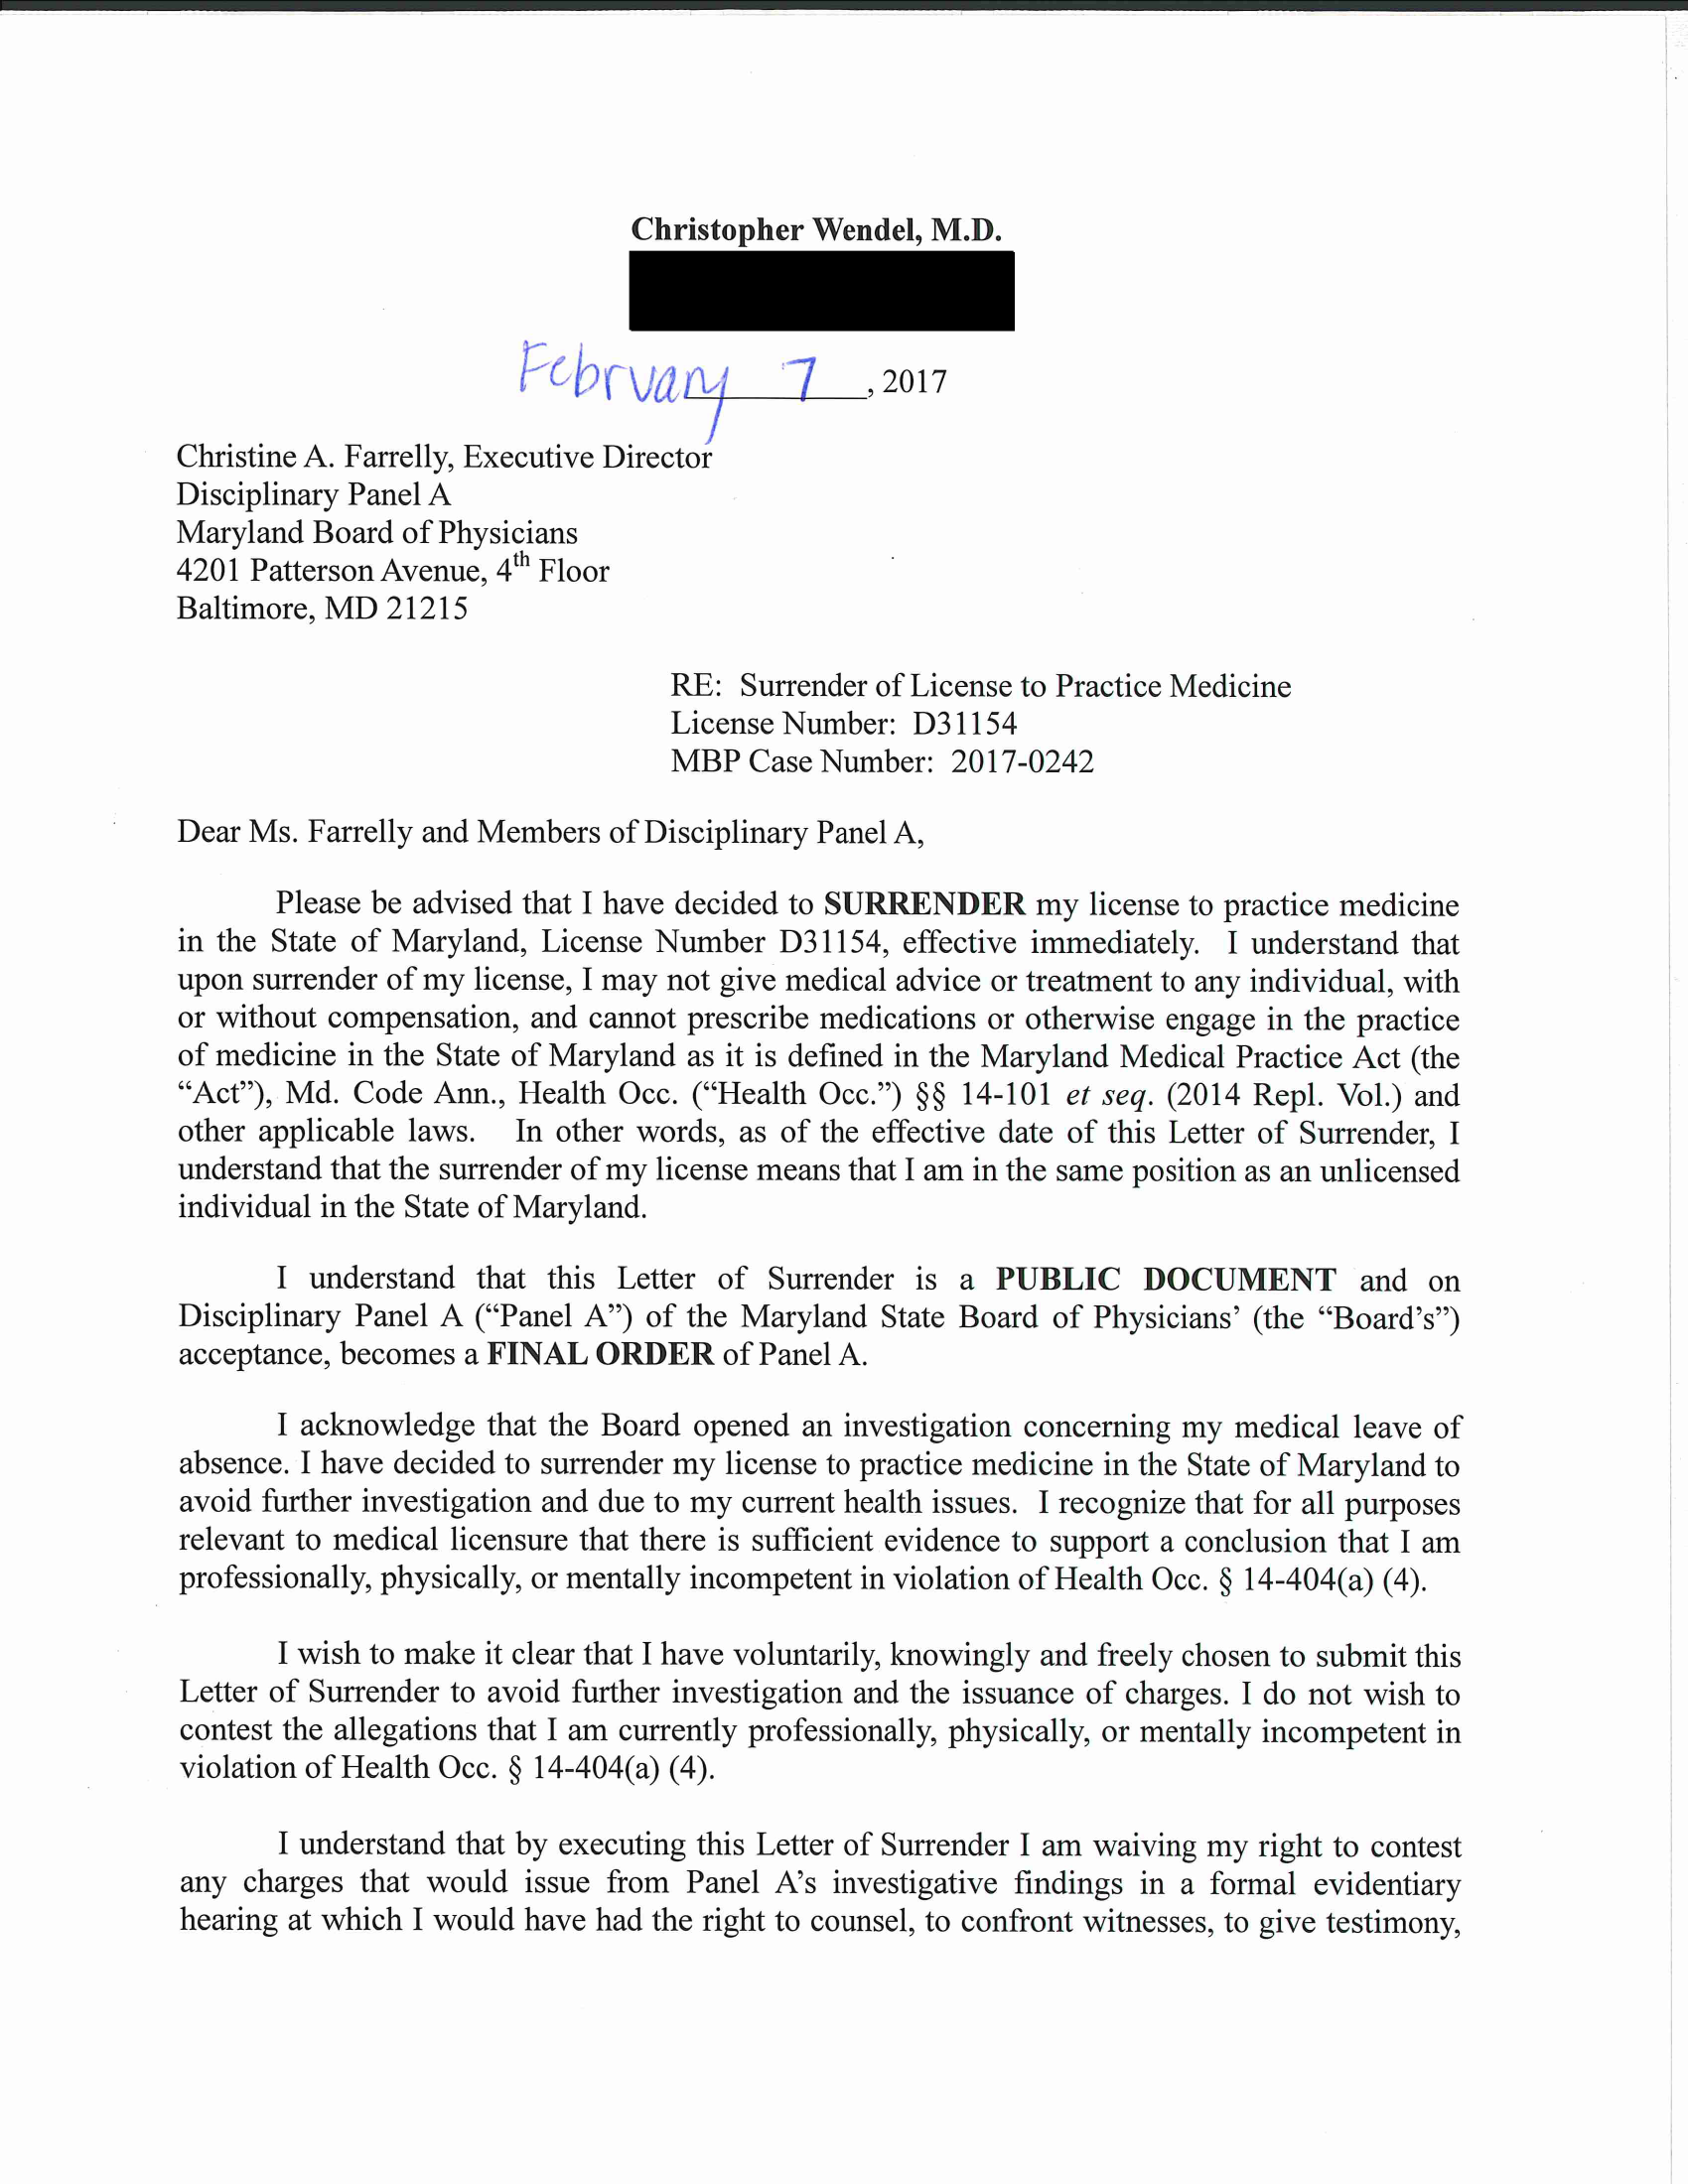 Christopher Wendel, M.D.
February 7, 2017
Christine A. Farrelly, Executive Director
Disciplinary Panel A
Maryland Board of Physicians
4201 Patterson Avenue, 4th Floor
Baltimore, MD 21215
RE: Surrender of License to Practice Medicine
License Number: D31154
MBP Case Number: 2017-0242
Dear Ms. Farrelly and Members of Disciplinary Panel A,
Please be advised that I have decided to SURRENDER my license to practice medicine
in the State of Maryland, License Number D31154, effective immediately. I understand that
upon surrender of my license, I may not give medical advice or treatment to any individual, with
or without compensation, and cannot prescribe medications or otherwise engage in the practice
of medicine in the State of Maryland as it is defined in the Maryland Medical Practice Act (the
“Act”), Md. Code Ann., Health Occ. (“Health Occ.”) §§ 14-101 et seq. (2014 Repl. Vol.) and
other applicable laws. In other words, as of the effective date of this Letter of Surrender, I
understand that the surrender of my license means that I am in the same position as an unlicensed
individual in the State of Maryland.
I understand that this Letter of Surrender is a PUBLIC DOCUMENT and on
Disciplinary Panel A (“Panel A”) of the Maryland State Board of Physicians’ (the “Board’s”)
acceptance, becomes a FINAL ORDER of Panel A.
I acknowledge that the Board opened an investigation concerning my medical leave of
absence. I have decided to surrender my license to practice medicine in the State of Maryland to
avoid further investigation and due to my current health issues. I recognize that for all purposes
relevant to medical licensure that there is sufficient evidence to support a conclusion that I am
professionally, physically, or mentally incompetent in violation of Health Occ. § 14-404(a) (4).
I wish to make it clear that I have voluntarily, knowingly and freely chosen to submit this
Letter of Surrender to avoid further investigation and the issuance of charges. I do not wish to
contest the allegations that I am currently professionally, physically, or mentally incompetent in
violation of Health Occ. § 14-404(a) (4).
I understand that by executing this Letter of Surrender I am waiving my right to contest
any charges that would issue from Panel A’s investigative findings in a formal evidentiary
hearing at which I would have had the right to counsel, to confront witnesses, to give testimony,